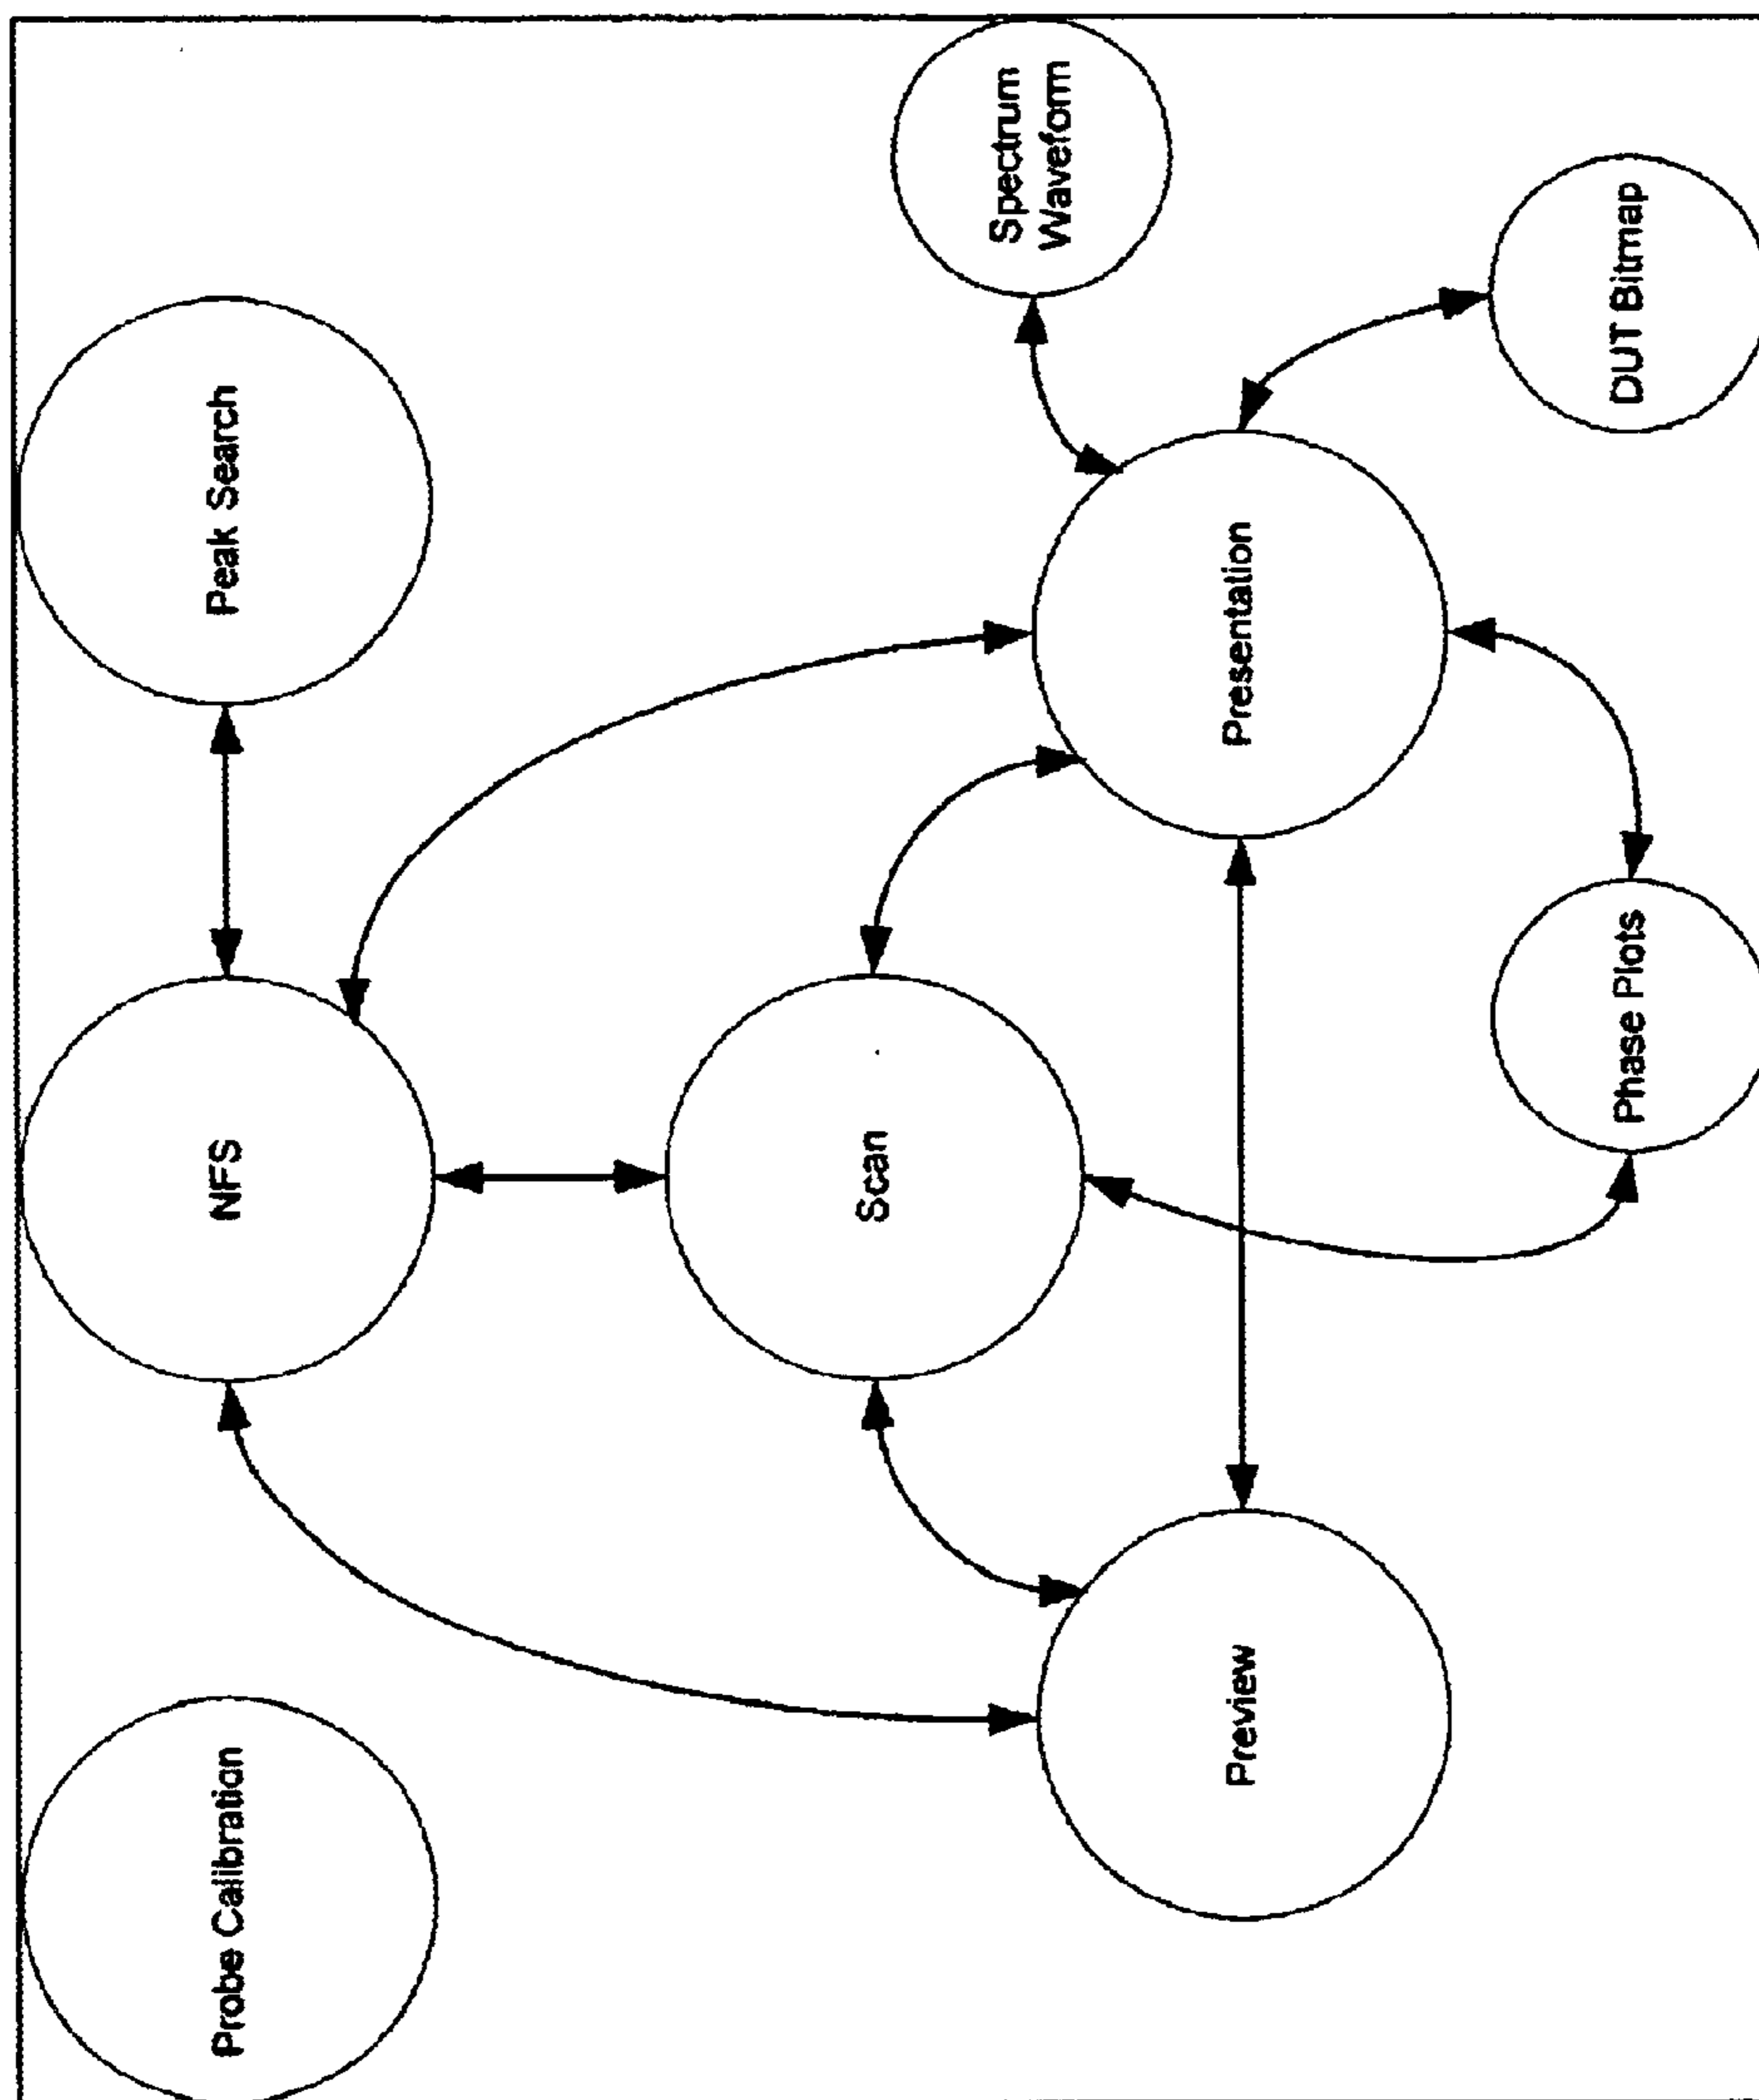 Probe Calibration
NFS
Peak Search
Scan
Preview
Presentation
Spectrum
Waveform
Phase Plots
DUT Bitmap